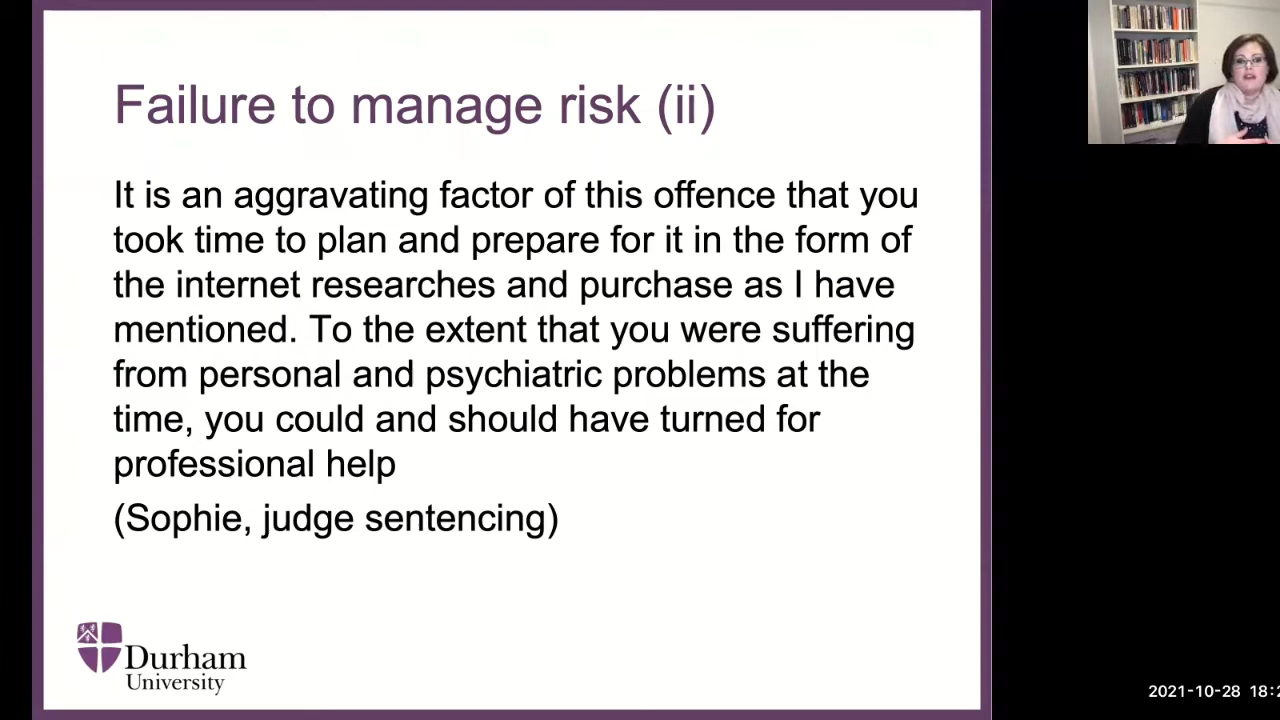 Failure to manage risk (ii)
It is an aggravating factor of this offence that you
took time to plan and prepare for it in the form of
the internet researches and purchase as I have
mentioned. To the extent that you were suffering
from personal and psychiatric problems at the
time, you could and should have turned for
professional help
(Sophie, judge sentencing)
Durham
University
2021-10-28 18:2